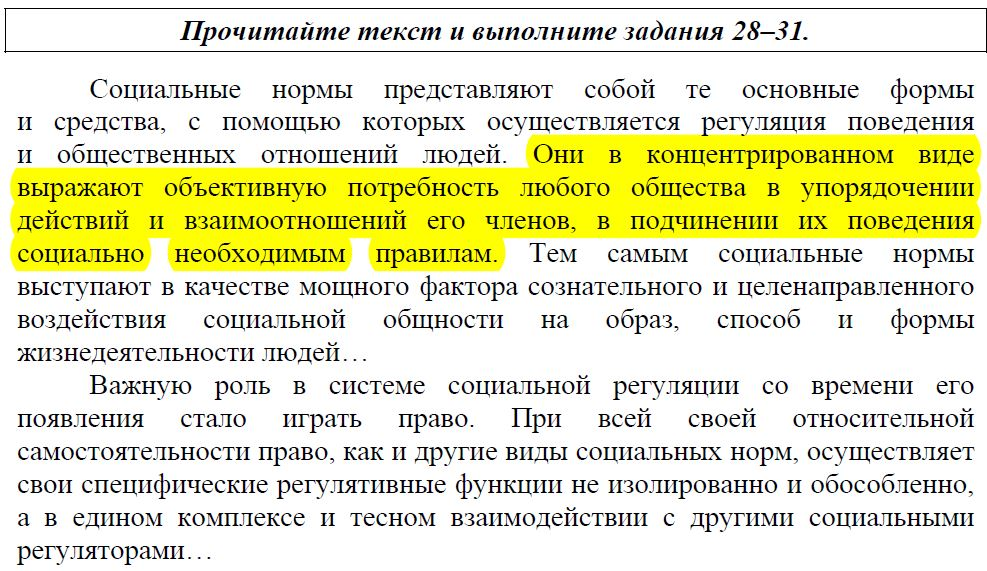 Прочитайте текст и выполните задания 28–31.
Социальные нормы представляют собой те основные формы
и средства, с помощью которых осуществляется регуляция поведения
и общественных отношений людей. Они в концентрированном виде
выражают объективную потребность любого общества в упорядочении
действий и взаимоотношений его членов, в подчинении их поведения
социально необходимым правилам. Тем самым социальные нормы
выступают в качестве мощного фактора сознательного и целенаправленного
воздействия социальной общности на образ, способ и формы
жизнедеятельности людей…
Важную роль в системе социальной регуляции со времени его
появления стало играть право. При всей своей относительной
самостоятельности право, как и другие виды социальных норм, осуществляет
свои специфические регулятивные функции не изолированно и обособленно,
а в едином комплексе и тесном взаимодействии с другими социальными
регуляторами…